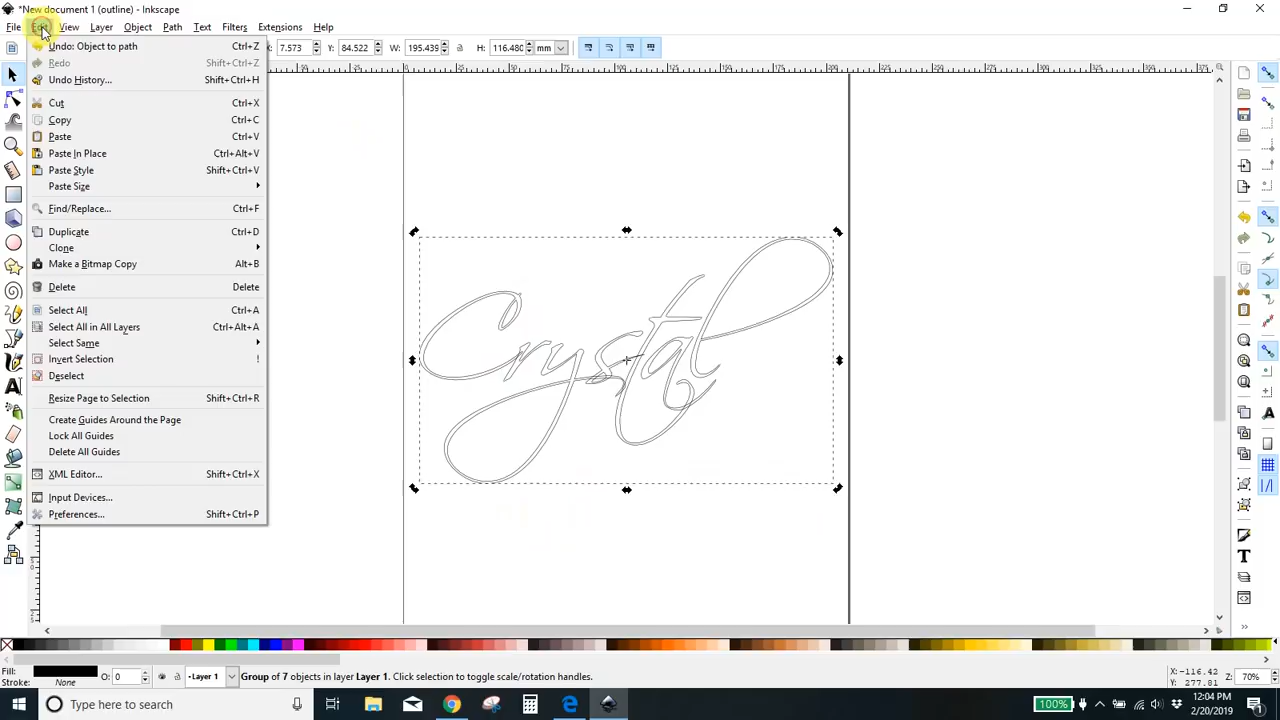 *New document 1 (outline) - Inkscape
File Edit View Layer Object Path Text Filters Extensions Help
X: 7.573 Y: 84.522 W: 195.439 H: 116.480 mm
Undo: Object to path Ctrl+Z
Redo Shift+Ctrl+Z
Undo History... Shift+Ctrl+H
Cut Ctrl+X
Copy Ctrl+C
Paste Ctrl+V
Paste In Place Ctrl+Alt+V
Paste Style Shift+Ctrl+V
Paste Size
Find/Replace... Ctrl+F
Duplicate Ctrl+D
Clone
Make a Bitmap Copy Alt+B
Delete Delete
Select All Ctrl+A
Select All in All Layers Ctrl+Alt+A
Select Same
Invert Selection !
Deselect
Resize Page to Selection Shift+Ctrl+R
Create Guides Around the Page
Lock All Guides
Delete All Guides
XML Editor... Shift+Ctrl+X
Input Devices...
Preferences... Shift+Ctrl+P
Crystal
Fill:
Stroke: None
O: 0
Layer 1
Group of 7 objects in layer Layer 1. Click selection to toggle scale/rotation handles.
X: -116.42
Y: 277.81
Z: 70%
Type here to search
100%
12:04 PM
2/20/2019